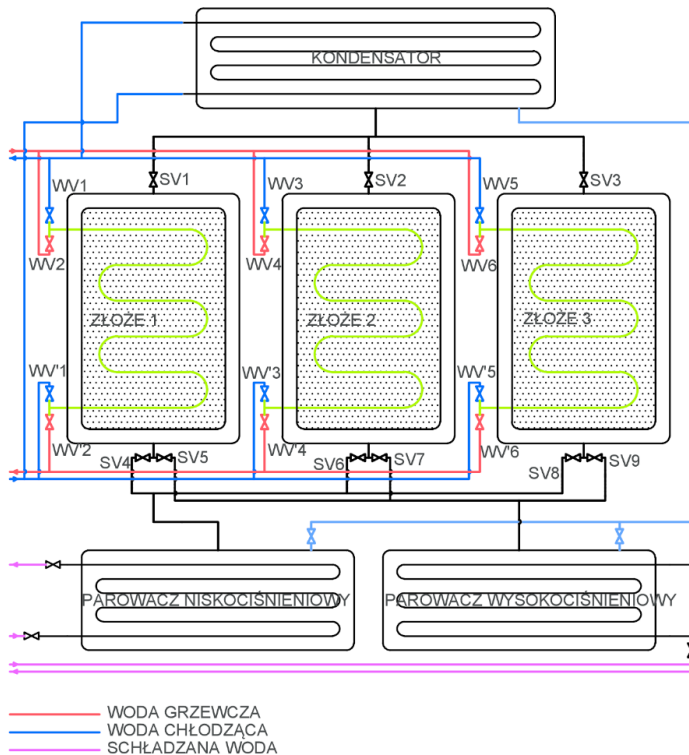 KONDENSATOR
SV1
SV2
SV3
WV1
WV3
WV5
WV2
WV4
WV6
ZŁOŻE 1
ZŁOŻE 2
ZŁOŻE 3
WV'1
WV'3
WV'5
WV'2
WV'4
WV'6
SV4
SV5
SV6
SV7
SV8
SV9
PAROWACZ NISKOCIŚNIENIOWY
PAROWACZ WYSOKOCIŚNIENIOWY
WODA GRZEWCZA
WODA CHŁODZĄCA
SCHŁADZANA WODA